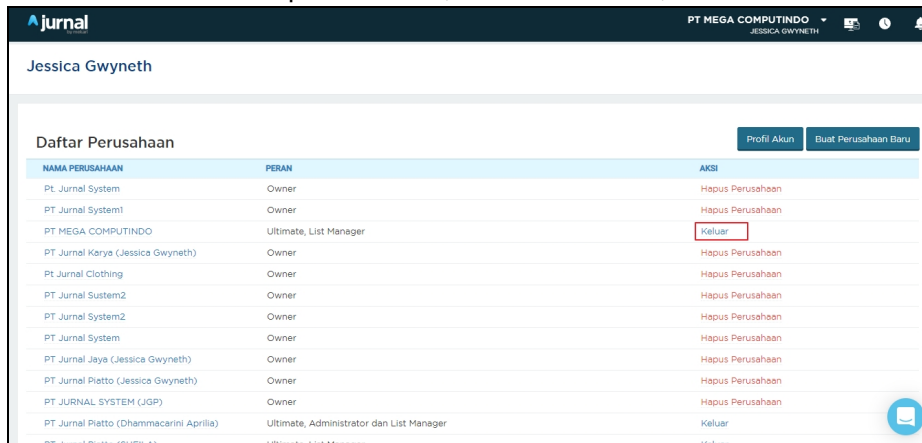 jurnal
by mekari
PT MEGA COMPUTINDO
JESSICA GWYNETH
Jessica Gwyneth
Daftar Perusahaan
Profil Akun
Buat Perusahaan Baru
NAMA PERUSAHAAN PERAN AKSI
Pt. Jurnal System Owner Hapus Perusahaan
PT Jurnal System1 Owner Hapus Perusahaan
PT MEGA COMPUTINDO Ultimate, List Manager Keluar
PT Jurnal Karya (Jessica Gwyneth) Owner Hapus Perusahaan
Pt Jurnal Clothing Owner Hapus Perusahaan
PT Jurnal Sustem2 Owner Hapus Perusahaan
PT Jurnal System2 Owner Hapus Perusahaan
PT Jurnal System Owner Hapus Perusahaan
PT Jurnal Jaya (Jessica Gwyneth) Owner Hapus Perusahaan
PT Jurnal Piatto (Jessica Gwyneth) Owner Hapus Perusahaan
PT JURNAL SYSTEM (JGP) Owner Hapus Perusahaan
PT Jurnal Piatto (Dhammacarini Aprilia) Ultimate, Administrator dan List Manager Keluar